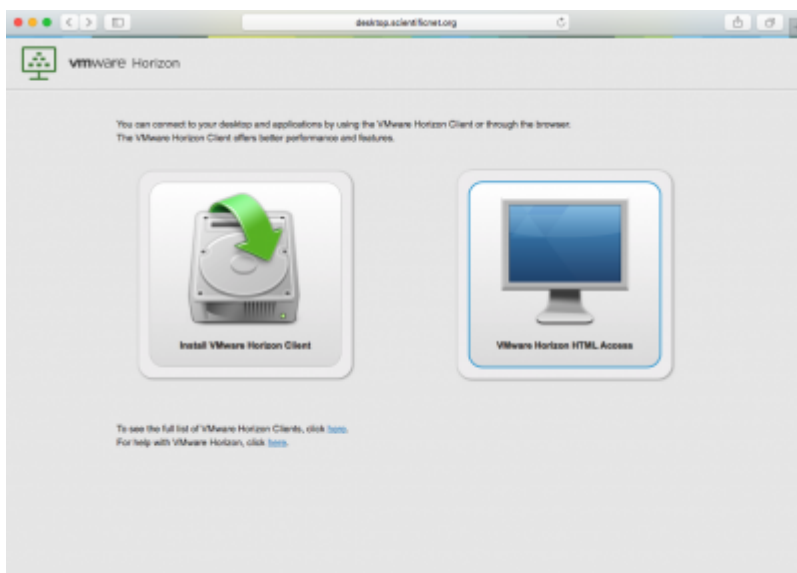 desktop.scientificnet.org
vmware Horizon
You can connect to your desktop and applications by using the VMware Horizon Client or through the browser.
The VMware Horizon Client offers better performance and features.
Install VMware Horizon Client
VMware Horizon HTML Access
To see the full list of VMware Horizon Clients, click here.
For help with VMware Horizon, click here.